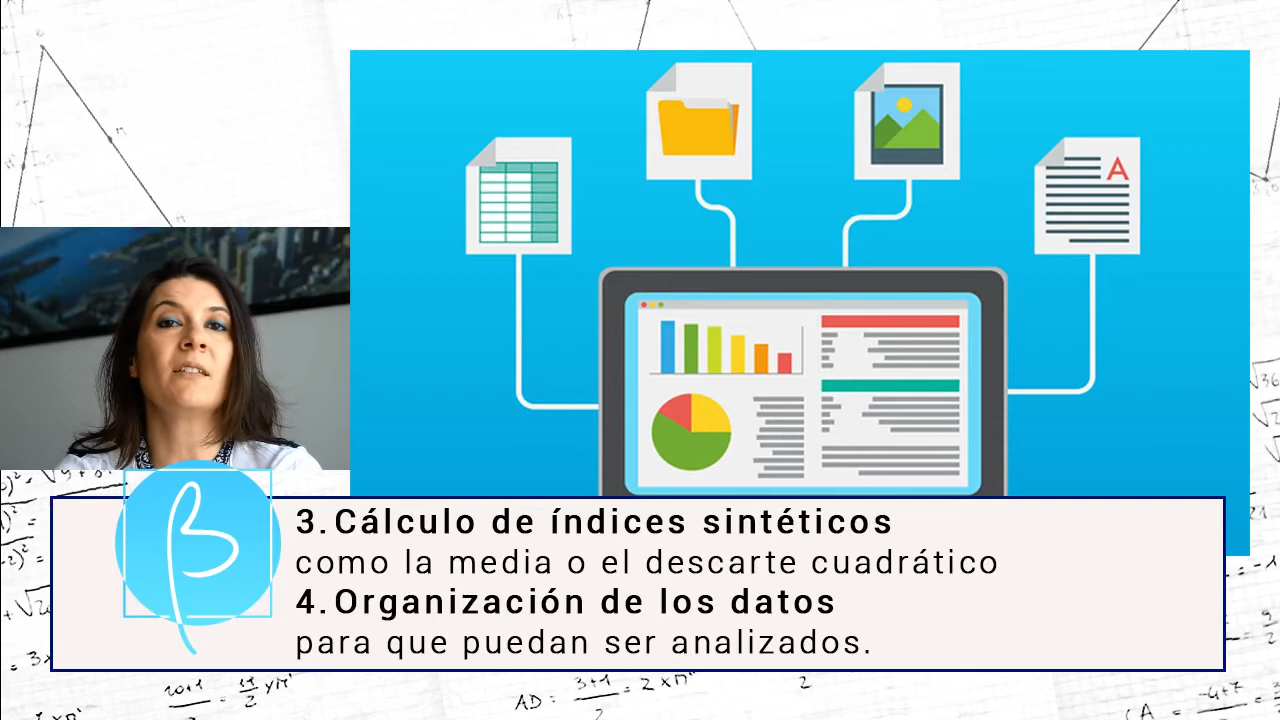 A
β
3. Cálculo de índices sintéticos
como la media o el descarte cuadrático
4. Organización de los datos
para que puedan ser analizados.